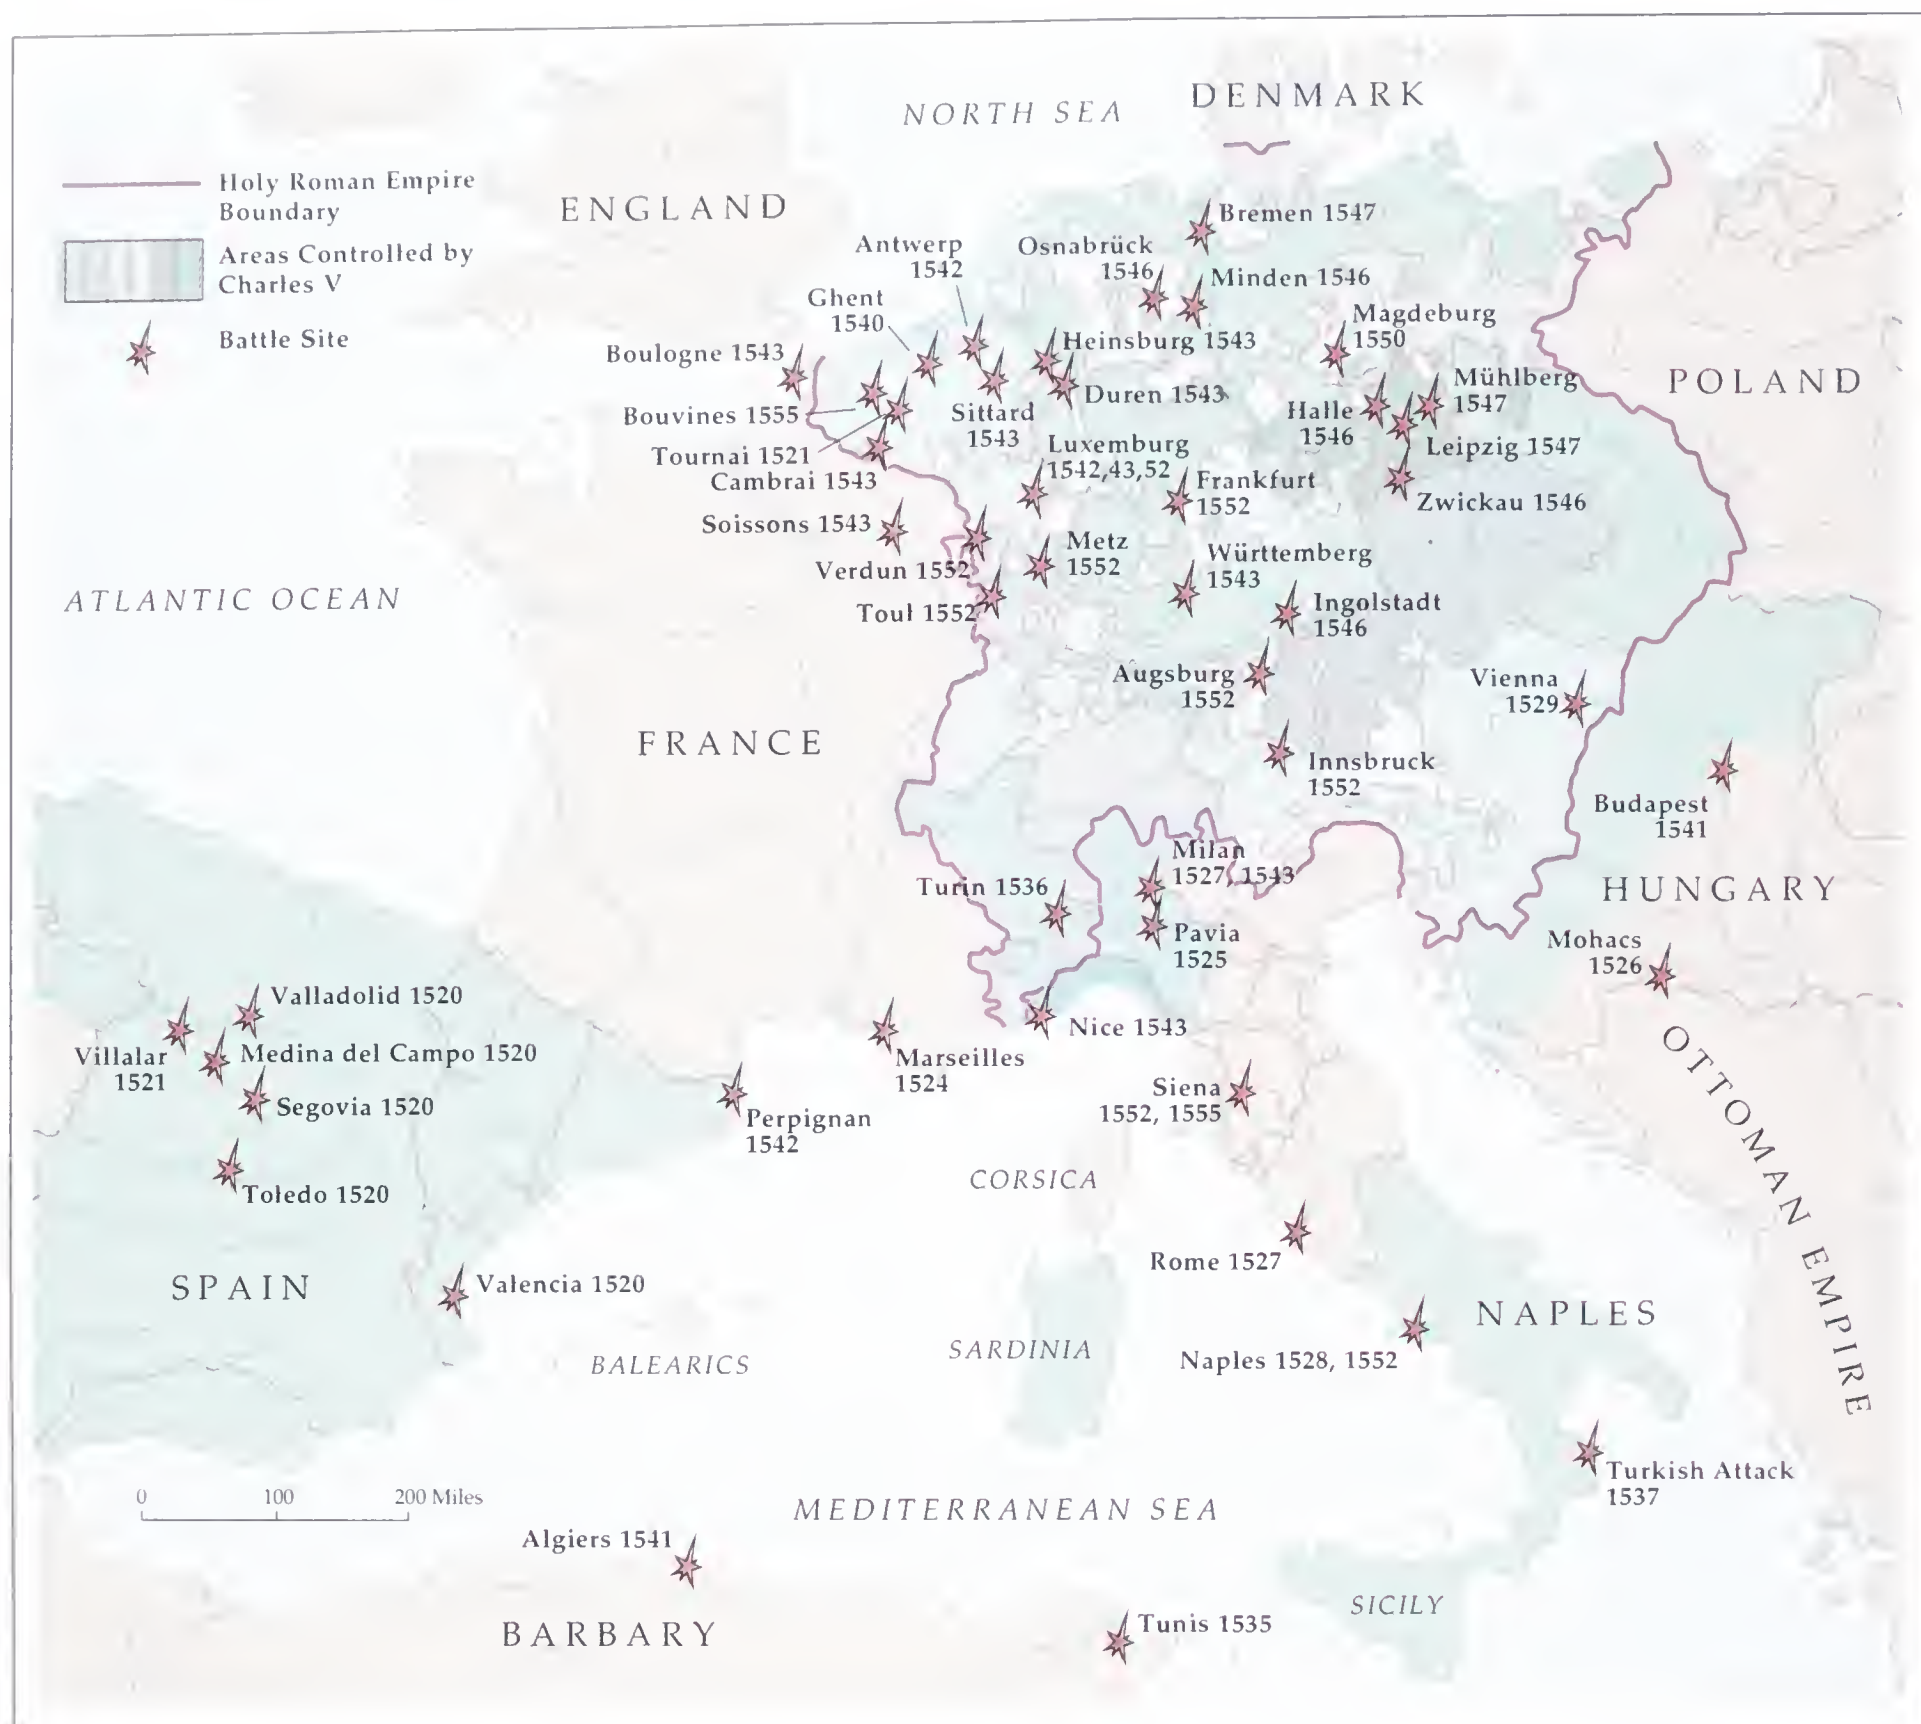 NORTH SEA
DENMARK
Holy Roman Empire
Boundary
Areas Controlled by
Charles V
Battle Site
ENGLAND
Bremen 1547
Antwerp
1542
Osnabrück
1546
Minden 1546
Ghent
1540
Magdeburg
1550
Boulogne 1543
Heinsburg 1543
POLAND
Duren 1543
Mühlberg
1547
Bouvines 1555
Sittard
1543
Halle
1546
Tournai 1521
Luxemburg
1542,43,52
Leipzig 1547
Cambrai 1543
Frankfurt
1552
Zwickau 1546
Soissons 1543
Verdun 1552
Metz
1552
Württemberg
1543
ATLANTIC OCEAN
Toul 1552
Ingolstadt
1546
Augsburg
1552
Vienna
1529
FRANCE
Innsbruck
1552
Budapest
1541
Milan
1527, 1543
Turin 1536
HUNGARY
Pavia
1525
Mohacs
1526
Valladolid 1520
Nice 1543
Villalar
1521
Medina del Campo 1520
Marseilles
1524
OTTOMAN EMPIRE
Segovia 1520
Perpignan
1542
Siena
1552, 1555
Toledo 1520
CORSICA
Rome 1527
SPAIN
Valencia 1520
NAPLES
SARDINIA
BALEARICS
Naples 1528, 1552
Turkish Attack
1537
0 100 200 Miles
MEDITERRANEAN SEA
Algiers 1541
SICILY
BARBARY
Tunis 1535